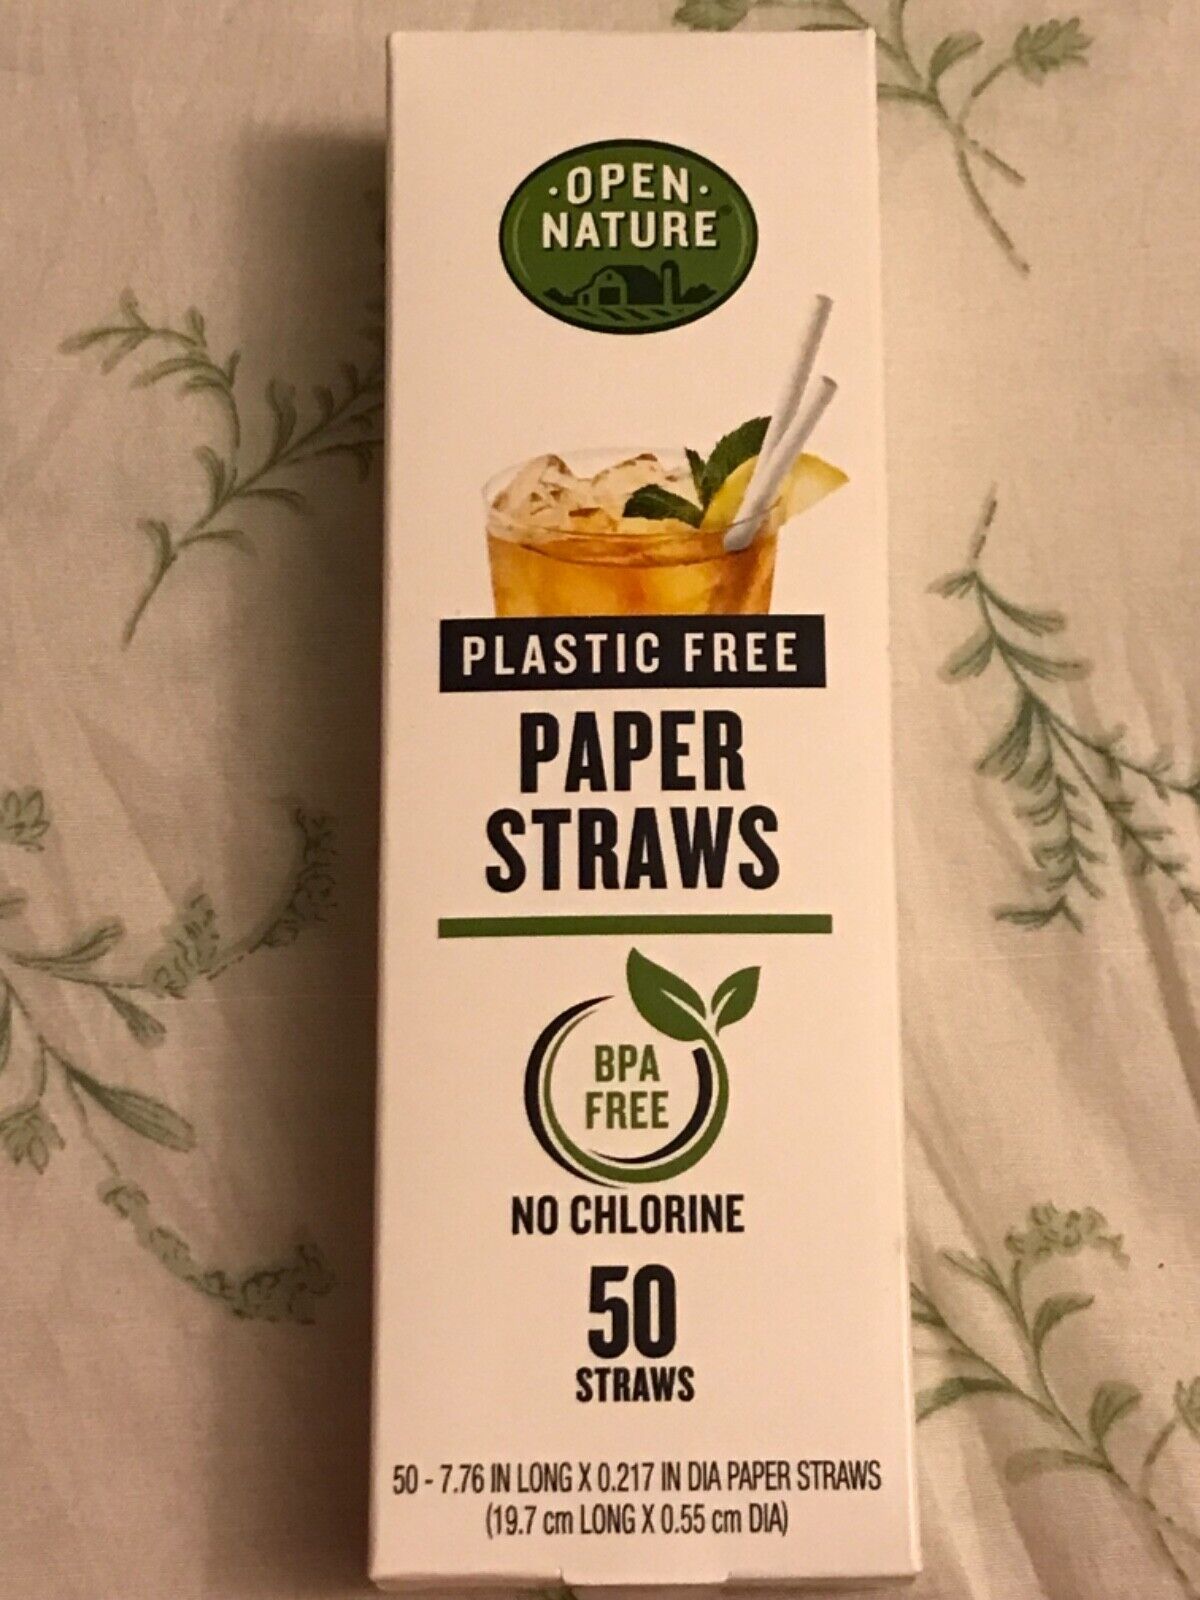 ·OPEN·
NATURE®
PLASTIC FREE
PAPER
STRAWS
BPA
FREE
NO CHLORINE
50
STRAWS
50 - 7.76 IN LONG X 0.217 IN DIA PAPER STRAWS
(19.7 cm LONG X 0.55 cm DIA)